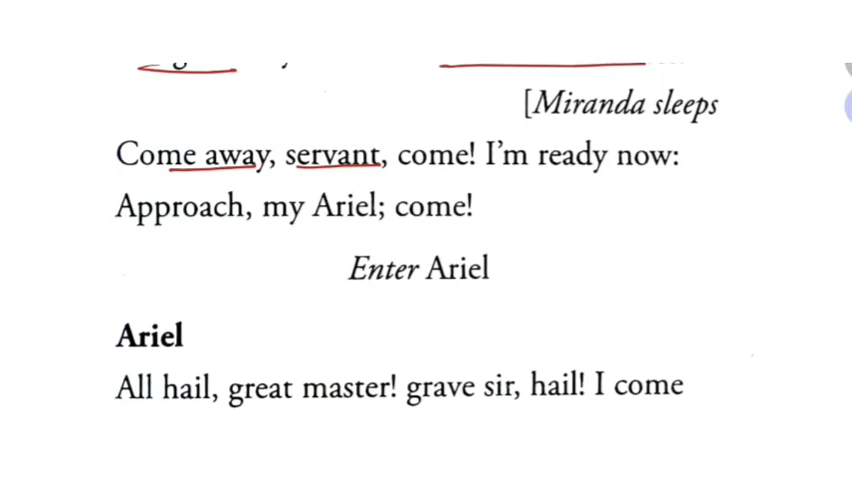 [Miranda sleeps
Come away, servant, come! I'm ready now:
Approach, my Ariel; come!
Enter Ariel
Ariel
All hail, great master! grave sir, hail! I come